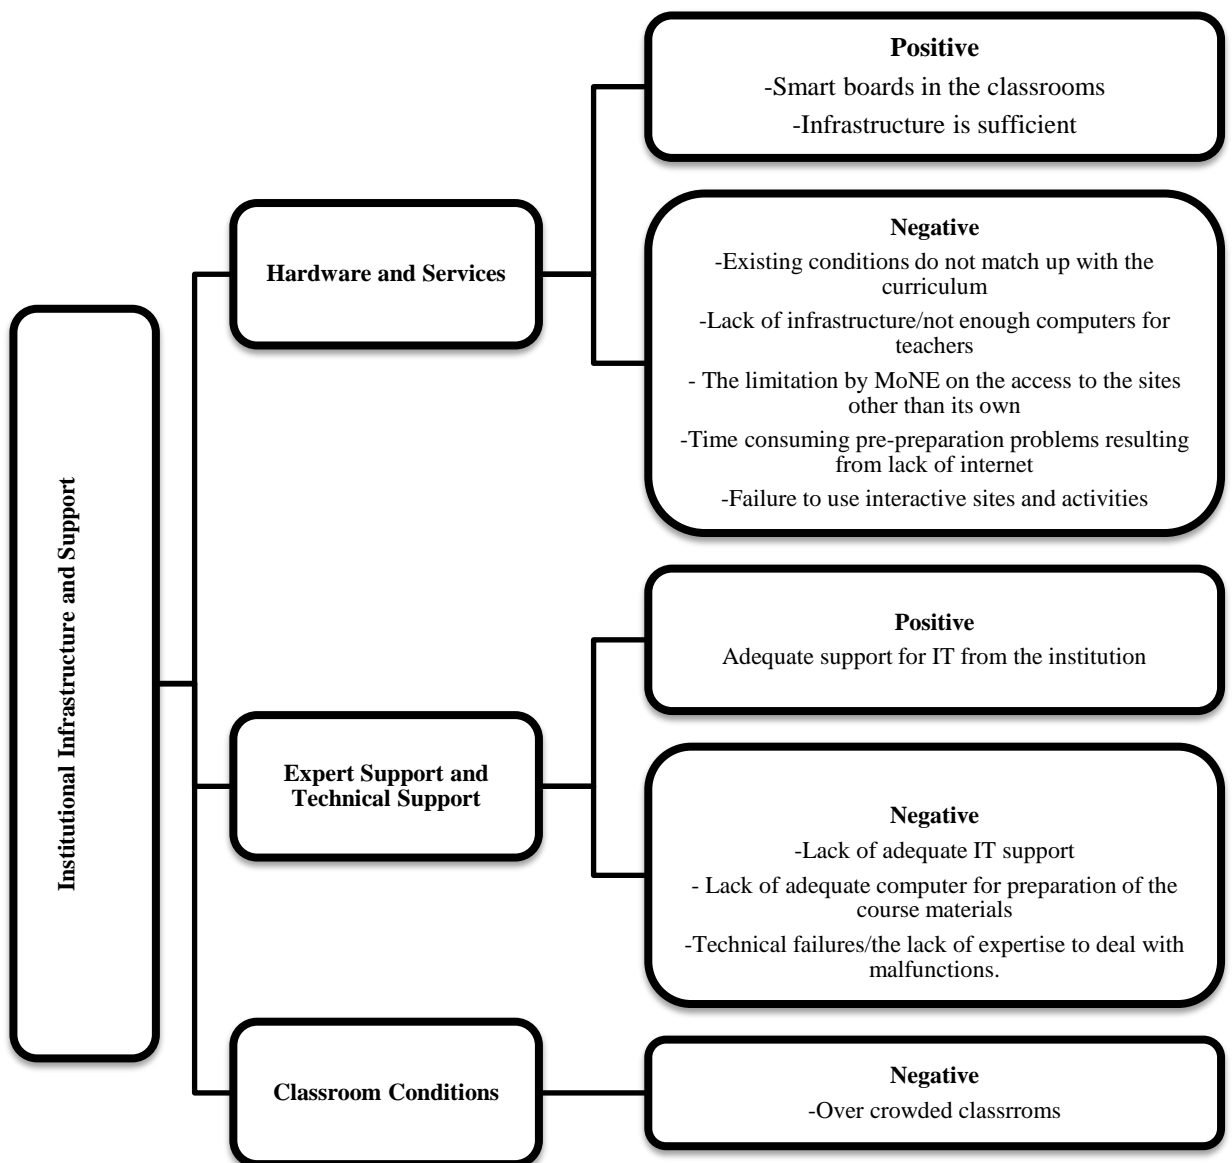 Institutional Infrastructure and Support
Hardware and Services
Positive
-Smart boards in the classrooms
-Infrastructure is sufficient
Negative
-Existing conditions do not match up with the
curriculum
-Lack of infrastructure/not enough computers for
teachers
- The limitation by MoNE on the access to the sites
other than its own
-Time consuming pre-preparation problems resulting
from lack of internet
-Failure to use interactive sites and activities
Expert Support and
Technical Support
Positive
Adequate support for IT from the institution
Negative
-Lack of adequate IT support
- Lack of adequate computer for preparation of the
course materials
-Technical failures/the lack of expertise to deal with
malfunctions.
Classroom Conditions
Negative
-Over crowded classrroms